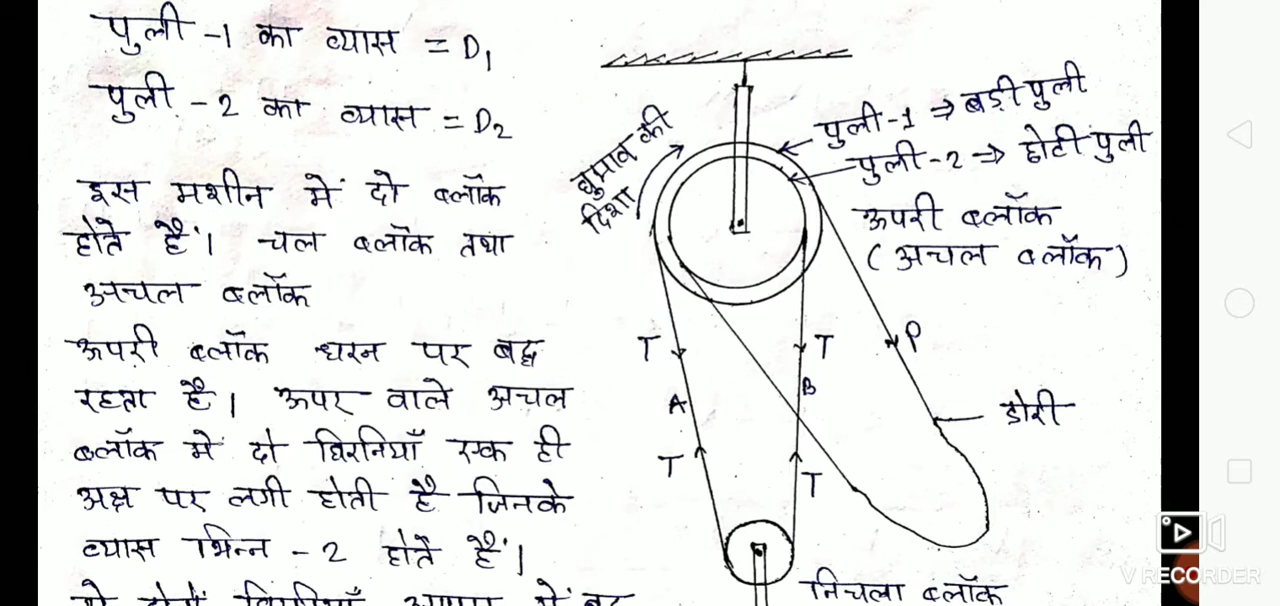 पुली -1 का व्यास = D1
पुली -2 का व्यास = D2
इस मशीन में दो ब्लॉक
होते हैं। चल ब्लॉक तथा
अचल ब्लॉक
ऊपरी ब्लॉक धरन पर बद्ध
रहता है। ऊपर वाले अचल
ब्लॉक में दो घिरनियाँ एक ही
अक्ष पर लगी होती है जिनके
व्यास भिन्न -2 होते हैं।
घुमाव की
दिशा
पुली-1 ⇒ बड़ी पुली
पुली-2 ⇒ छोटी पुली
ऊपरी ब्लॉक
(अचल ब्लॉक)
T
T
P
A
B
डोरी
T
T
निचला ब्लॉक
V RECORDER